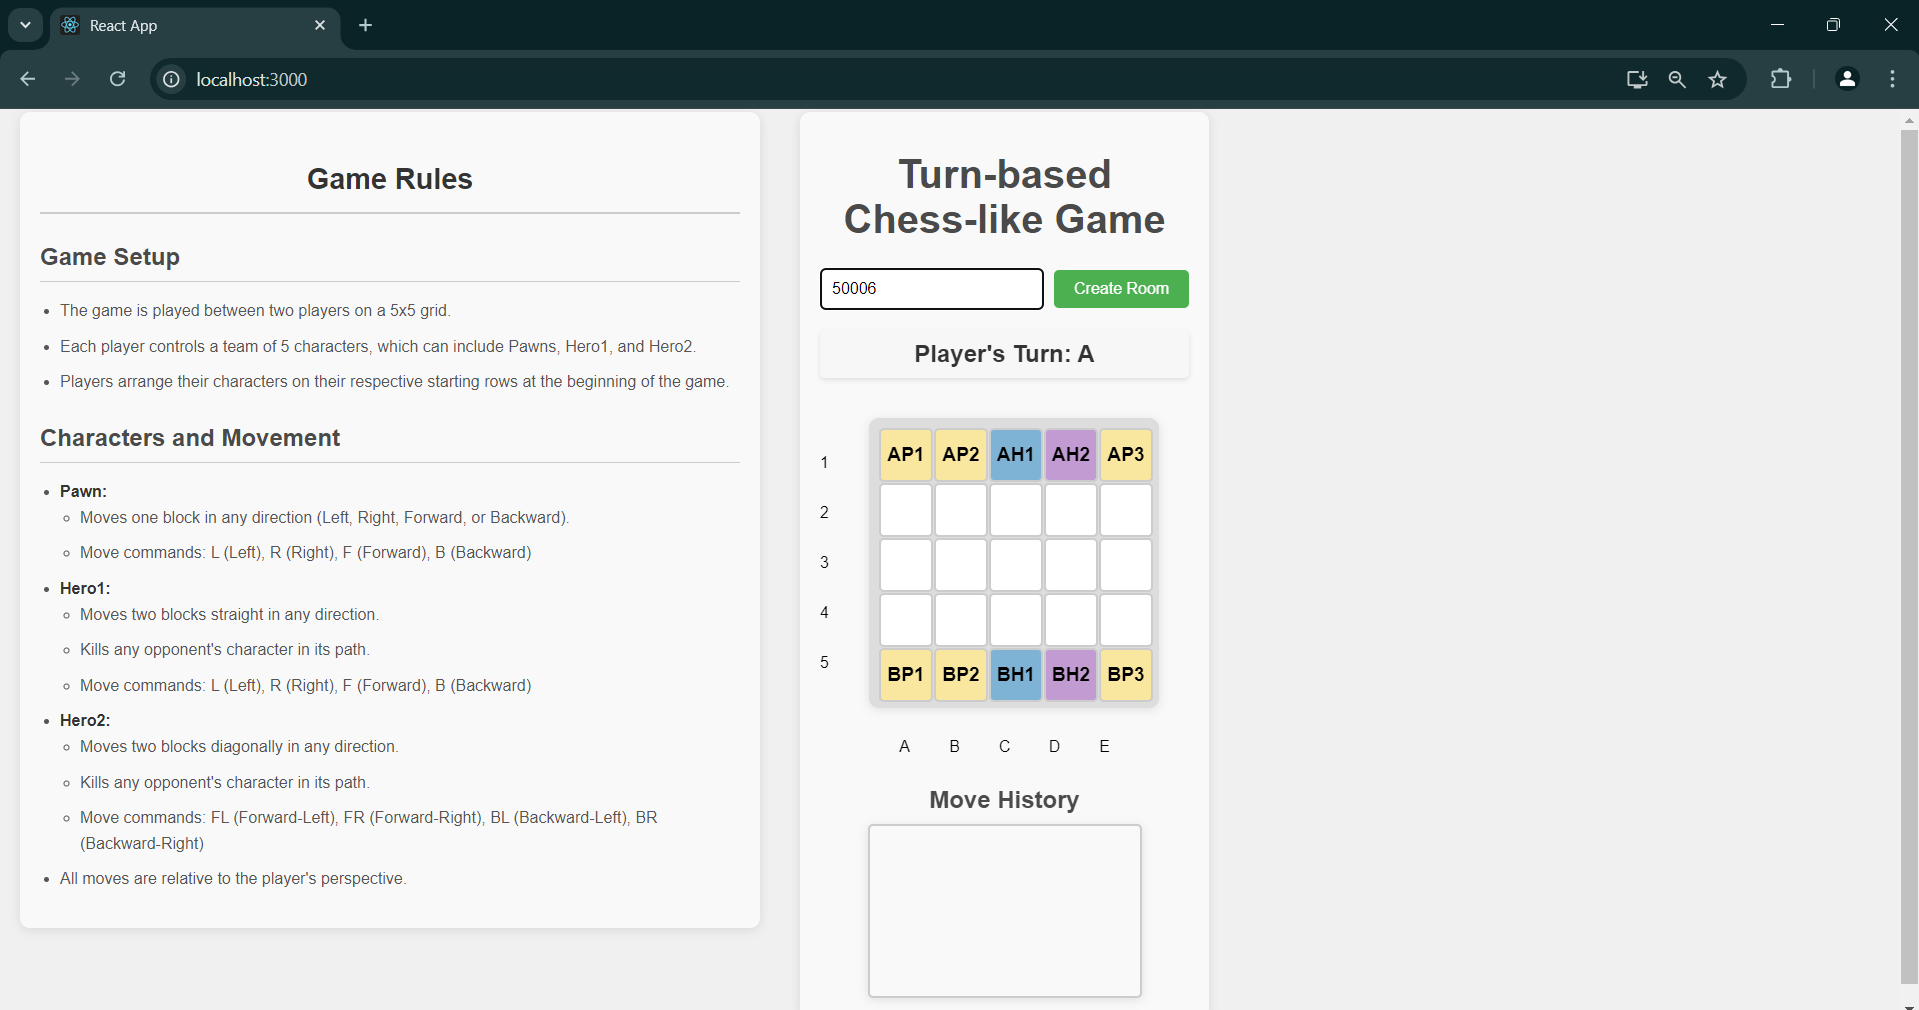 React App
localhost:3000
Game Rules
Game Setup
The game is played between two players on a 5x5 grid.
Each player controls a team of 5 characters, which can include Pawns, Hero1, and Hero2.
Players arrange their characters on their respective starting rows at the beginning of the game.
Characters and Movement
Pawn:
Moves one block in any direction (Left, Right, Forward, or Backward).
Move commands: L (Left), R (Right), F (Forward), B (Backward)
Hero1:
Moves two blocks straight in any direction.
Kills any opponent's character in its path.
Move commands: L (Left), R (Right), F (Forward), B (Backward)
Hero2:
Moves two blocks diagonally in any direction.
Kills any opponent's character in its path.
Move commands: FL (Forward-Left), FR (Forward-Right), BL (Backward-Left), BR
(Backward-Right)
All moves are relative to the player's perspective.
Turn-based
Chess-like Game
50006 Create Room
Player's Turn: A
1 AP1 AP2 AH1 AH2 AP3
2
3
4
5 BP1 BP2 BH1 BH2 BP3
A B C D E
Move History